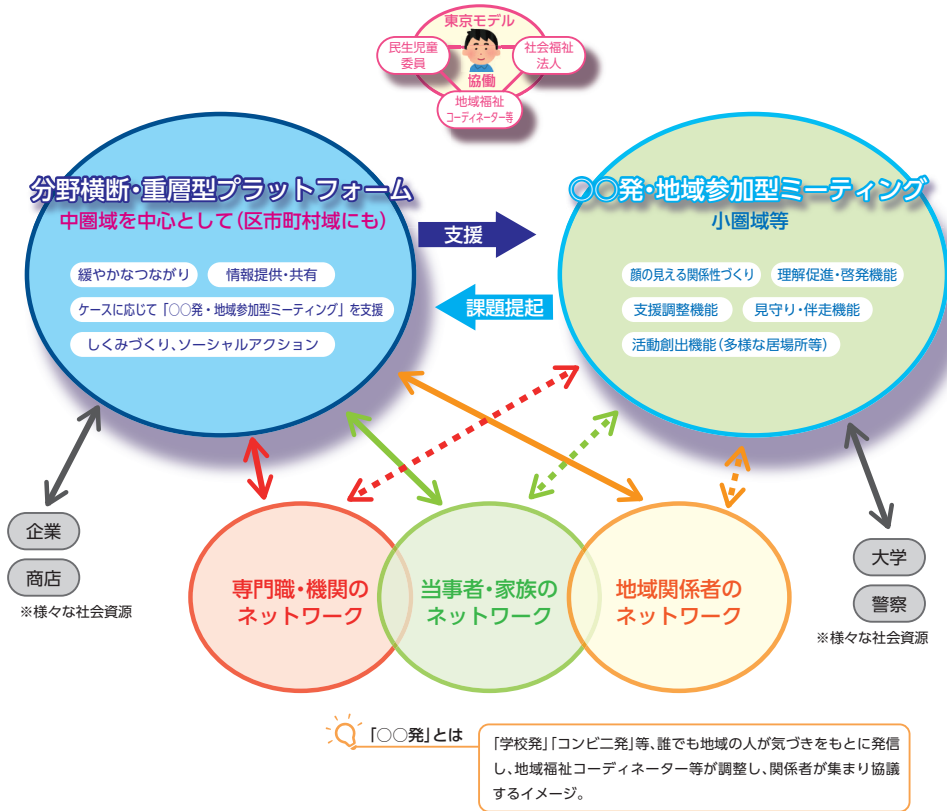 東京モデル
民生児童
委員
社会福祉
法人
協働
地域福祉
コーディネーター等
分野横断・重層型プラットフォーム
中圏域を中心として(区市町村域にも)
緩やかなつながり
情報提供・共有
ケースに応じて「○○発・地域参加型ミーティング」を支援
しくみづくり、ソーシャルアクション
支援
課題提起
○○発・地域参加型ミーティング
小圏域等
顔の見える関係性づくり
理解促進・啓発機能
支援調整機能
見守り・伴走機能
活動創出機能(多様な居場所等)
企業
商店
※様々な社会資源
専門職・機関の
ネットワーク
当事者・家族の
ネットワーク
地域関係者の
ネットワーク
大学
警察
※様々な社会資源
「○○発」とは
「学校発」「コンビニ発」等、誰でも地域の人が気づきをもとに発信
し、地域福祉コーディネーター等が調整し、関係者が集まり協議
するイメージ。